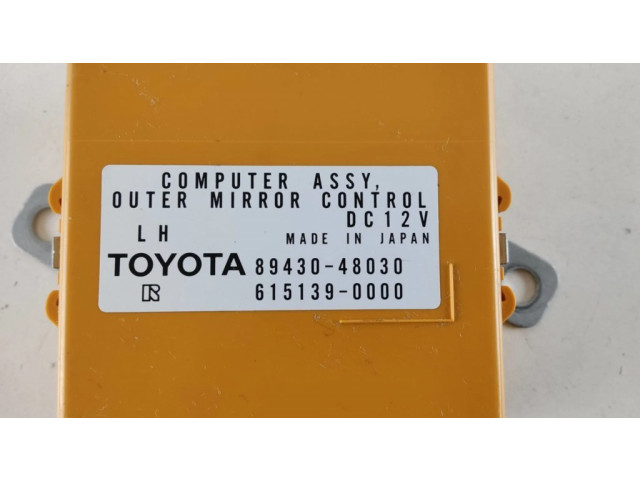 COMPUTER ASSY,
OUTER MIRROR CONTROL
DC12V
LH MADE IN JAPAN
TOYOTA 89430-48030
615139-0000